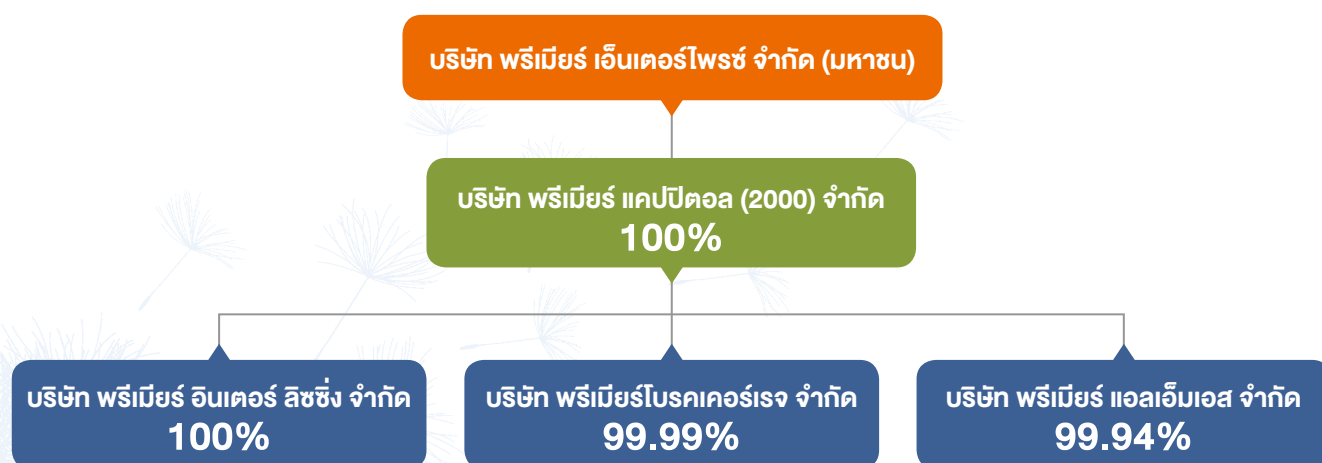 บริษัท พรีเมียร์ เอ็นเตอร์ไพรซ์ จำกัด (มหาชน)
บริษัท พรีเมียร์ แคปปิตอล (2000) จำกัด
100%
บริษัท พรีเมียร์ อินเตอร์ ลิซซิ่ง จำกัด
100%
บริษัท พรีเมียร์โบรคเคอร์เรจ จำกัด
99.99%
บริษัท พรีเมียร์ แอลเอ็มเอส จำกัด
99.94%